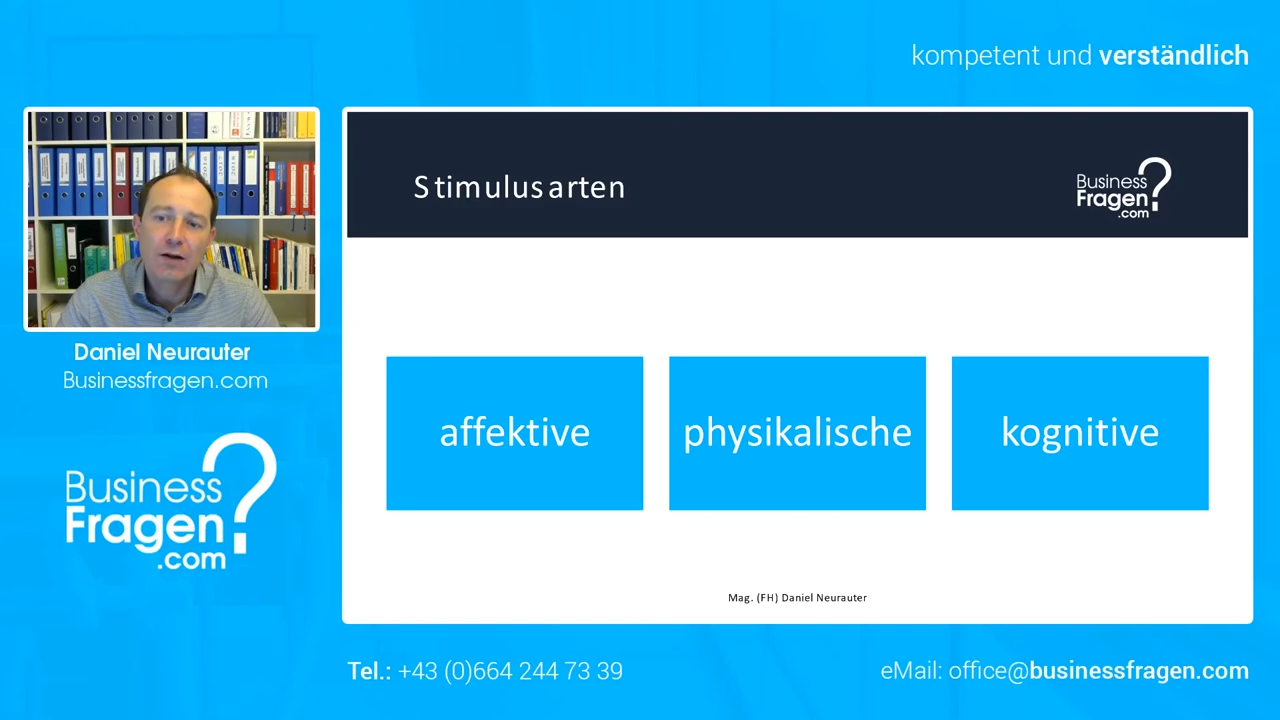 kompetent und verständlich
Stimulusarten
Business
Fragen?
.com
affektive
physikalische
kognitive
Mag. (FH) Daniel Neurauter
Daniel Neurauter
Businessfragen.com
Business
Fragen?
.com
Tel.: +43 (0)664 244 73 39
eMail: office@businessfragen.com